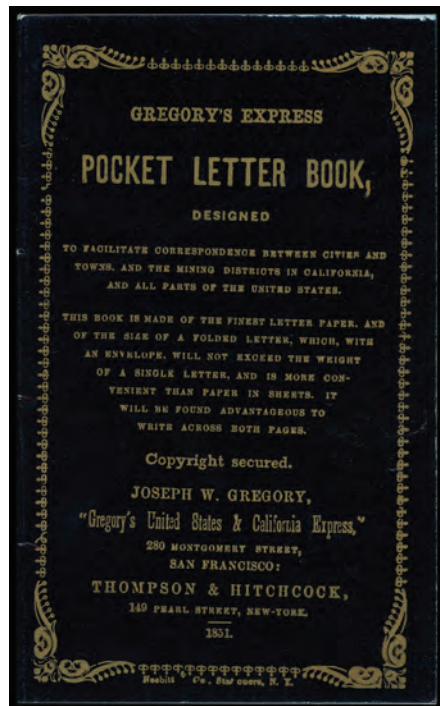 GREGORY'S EXPRESS
POCKET LETTER BOOK,
DESIGNED
TO FACILITATE CORRESPONDENCE BETWEEN CITIES AND
TOWNS, AND THE MINING DISTRICTS IN CALIFORNIA,
AND ALL PARTS OF THE UNITED STATES.
THIS BOOK IS MADE OF THE FINEST LETTER PAPER, AND
OF THE SIZE OF A FOLDED LETTER, WHICH, WITH
AN ENVELOPE, WILL NOT EXCEED THE WEIGHT
OF A SINGLE LETTER, AND IS MORE CON-
VENIENT THAN PAPER IN SHEETS. IT
WILL BE FOUND ADVANTAGEOUS TO
WRITE ACROSS BOTH PAGES.
Copyright secured.
JOSEPH W. GREGORY,
"Gregory's United States & California Express,"
280 MONTGOMERY STREET,
SAN FRANCISCO:
THOMPSON & HITCHCOCK,
149 PEARL STREET, NEW-YORK.
1851.
Nesbitt & Co., Stationers, N. Y.